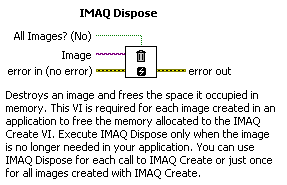 IMAQ Dispose
All Images? (No)
Image
error in (no error)
error out
Destroys an image and frees the space it occupied in
memory. This VI is required for each image created in an
application to free the memory allocated to the IMAQ
Create VI. Execute IMAQ Dispose only when the image
is no longer needed in your application. You can use
IMAQ Dispose for each call to IMAQ Create or just once
for all images created with IMAQ Create.